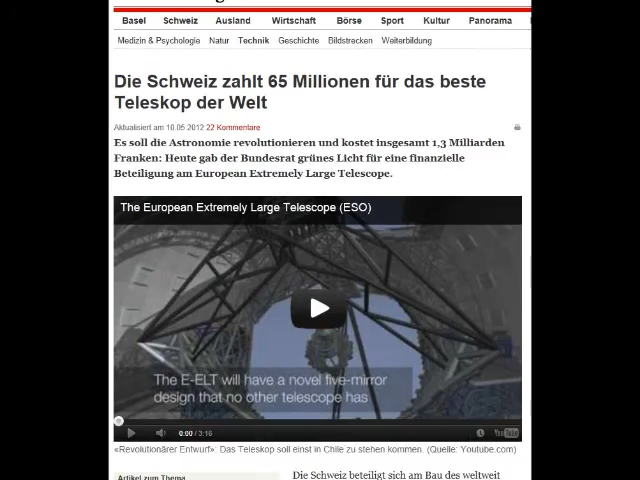 Basel Schweiz Ausland Wirtschaft Börse Sport Kultur Panorama
Medizin & Psychologie Natur Technik Geschichte Bildstrecken Weiterbildung
Die Schweiz zahlt 65 Millionen für das beste
Teleskop der Welt
Aktualisiert am 10.05.2012 22 Kommentare
Es soll die Astronomie revolutionieren und kostet insgesamt 1,3 Milliarden
Franken: Heute gab der Bundesrat grünes Licht für eine finanzielle
Beteiligung am European Extremely Large Telescope.
The European Extremely Large Telescope (ESO)
The E-ELT will have a novel five-mirror
design that no other telescope has
0:00 / 3:16 YouTube
«Revolutionärer Entwurf»: Das Teleskop soll einst in Chile zu stehen kommen. (Quelle: Youtube.com)
Artikel zum Thema
Die Schweiz beteiligt sich am Bau des weltweit